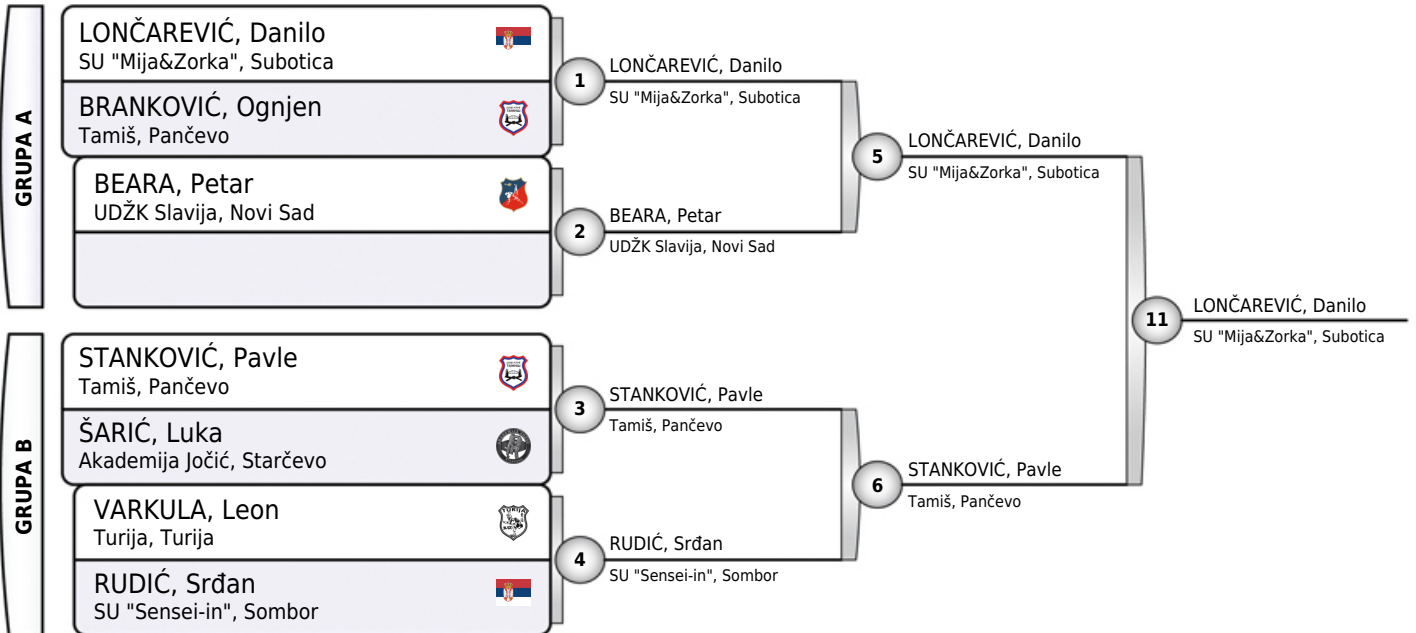 GRUPA A
LONČAREVIĆ, Danilo
SU "Mija&Zorka", Subotica
BRANKOVIĆ, Ognjen
Tamiš, Pančevo
BEARA, Petar
UDŽK Slavija, Novi Sad
1
LONČAREVIĆ, Danilo
SU "Mija&Zorka", Subotica
2
BEARA, Petar
UDŽK Slavija, Novi Sad
5
LONČAREVIĆ, Danilo
SU "Mija&Zorka", Subotica
GRUPA B
STANKOVIĆ, Pavle
Tamiš, Pančevo
ŠARIĆ, Luka
Akademija Jočić, Starčevo
VARKULA, Leon
Turija, Turija
RUDIĆ, Srđan
SU "Sensei-in", Sombor
3
STANKOVIĆ, Pavle
Tamiš, Pančevo
4
RUDIĆ, Srđan
SU "Sensei-in", Sombor
6
STANKOVIĆ, Pavle
Tamiš, Pančevo
11
LONČAREVIĆ, Danilo
SU "Mija&Zorka", Subotica